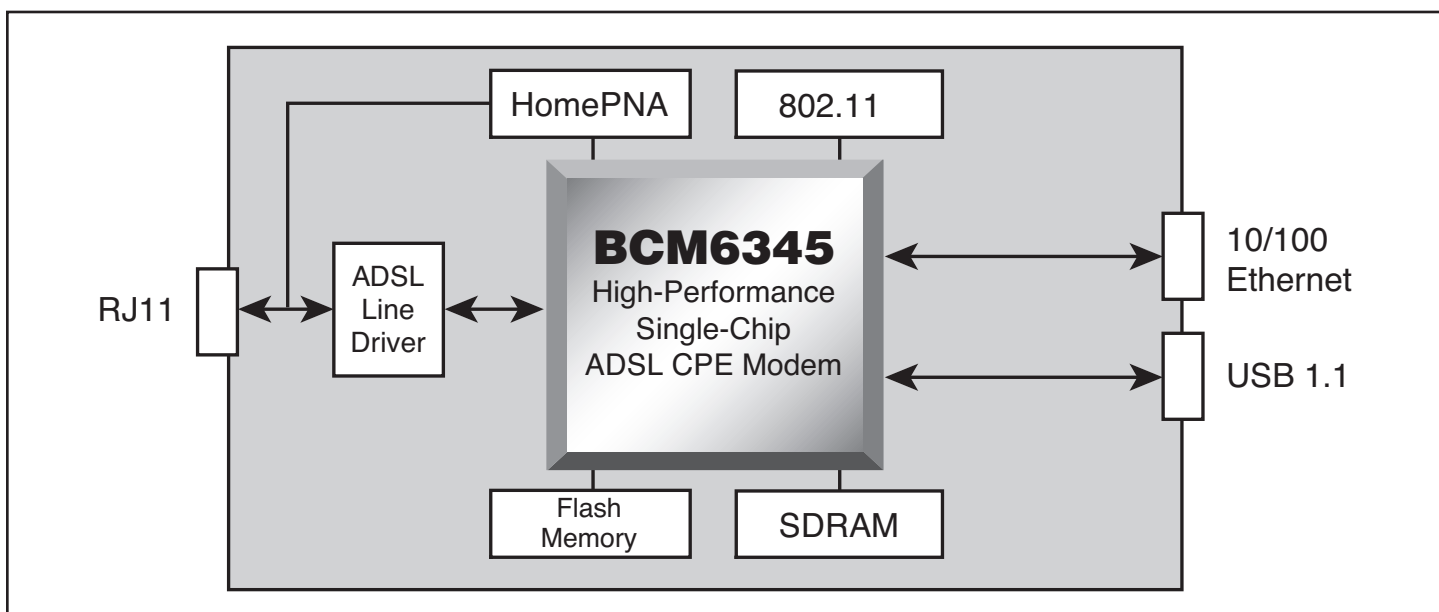 HomePNA
802.11
BCM6345
High-Performance
Single-Chip
ADSL CPE Modem
ADSL
Line
Driver
RJ11
10/100
Ethernet
USB 1.1
Flash
Memory
SDRAM